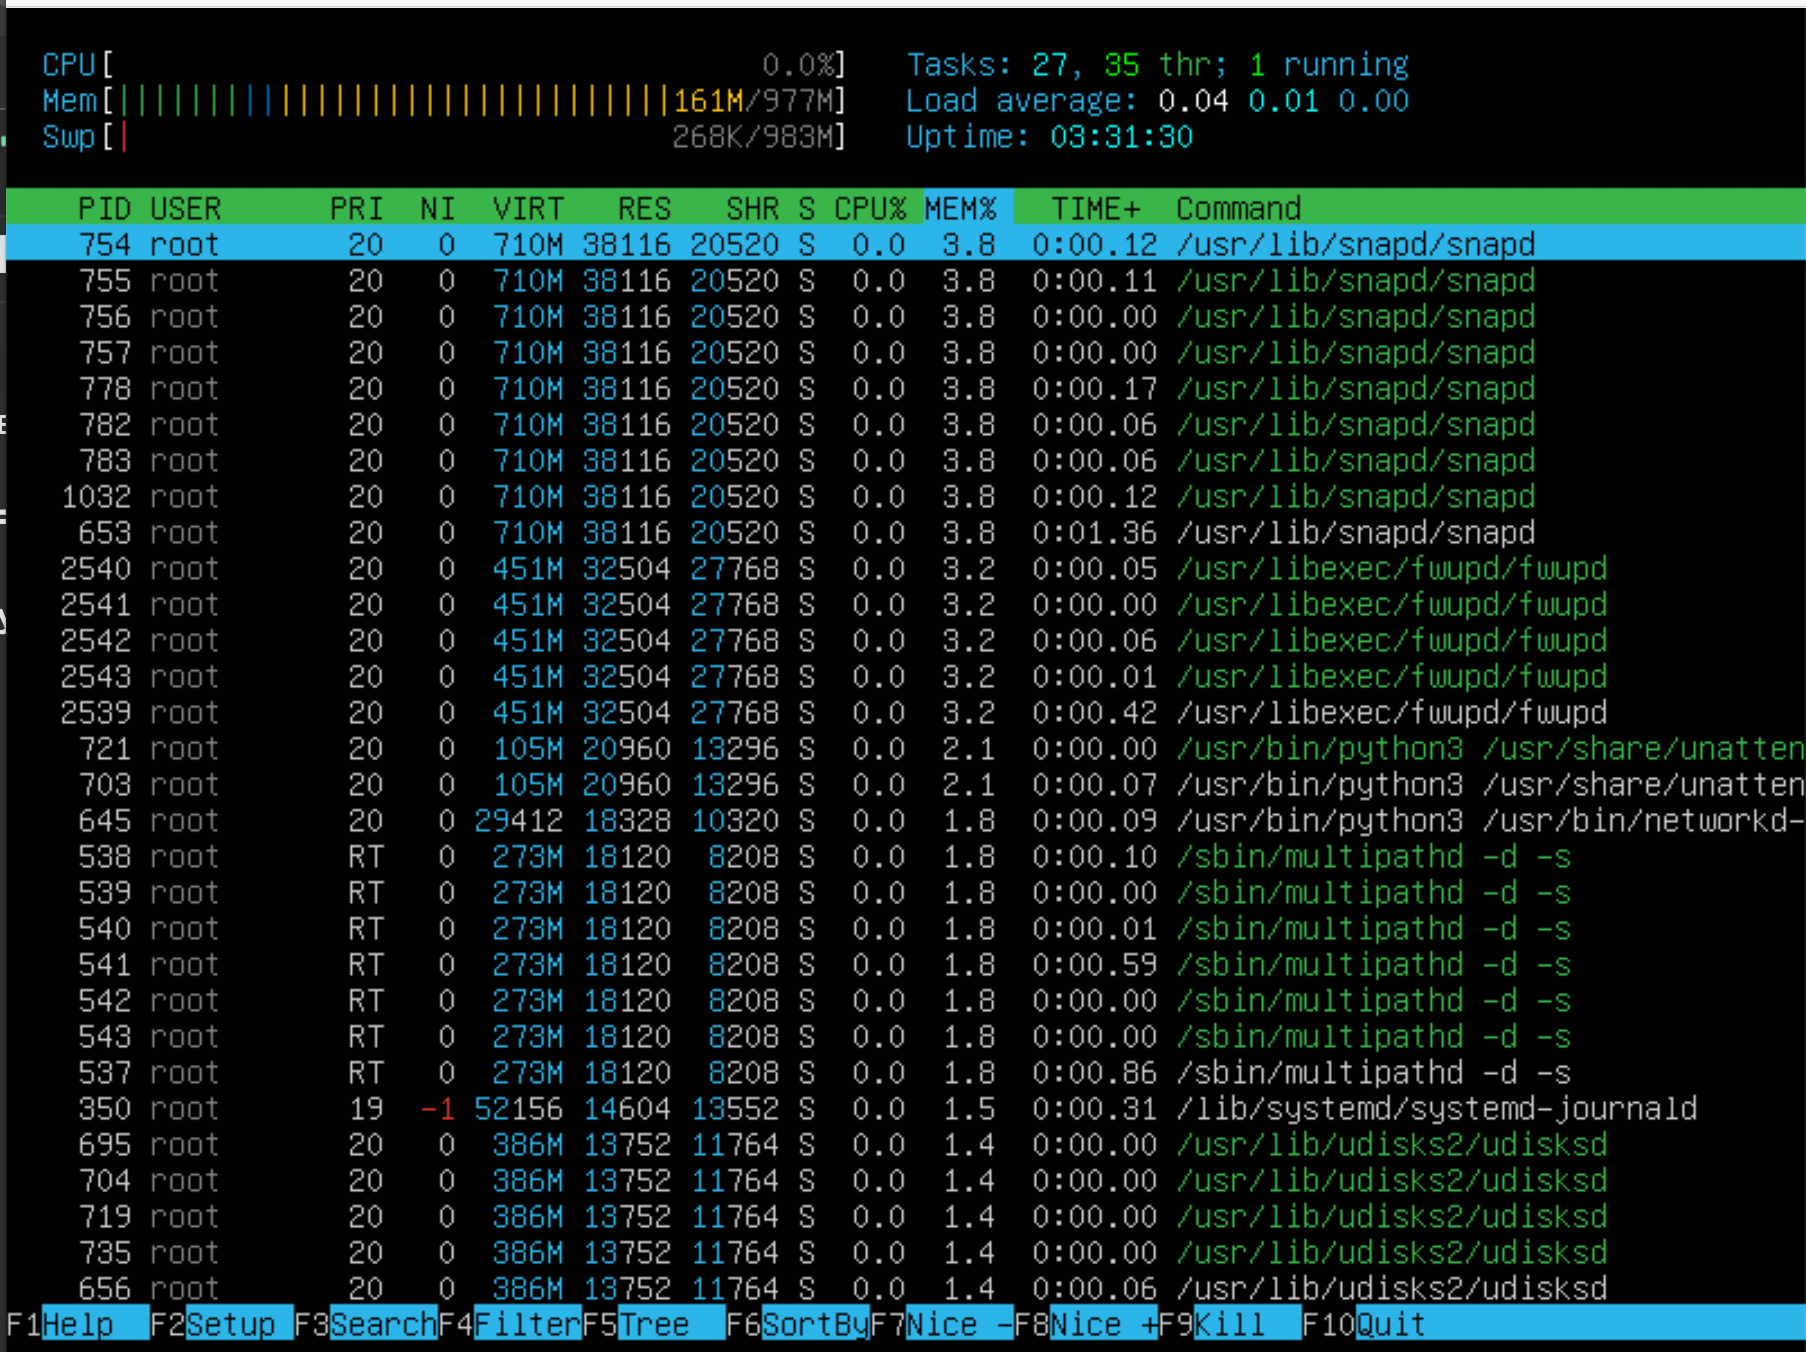 CPU[ 0.0%] Tasks: 27, 35 thr; 1 running
Mem[|||||||||||||||||||||||||||||||161M/977M] Load average: 0.04 0.01 0.00
Swp[| 268K/983M] Uptime: 03:31:30
PID USER PRI NI VIRT RES SHR S CPU% MEM% TIME+ Command
754 root 20 0 710M 38116 20520 S 0.0 3.8 0:00.12 /usr/lib/snapd/snapd
755 root 20 0 710M 38116 20520 S 0.0 3.8 0:00.11 /usr/lib/snapd/snapd
756 root 20 0 710M 38116 20520 S 0.0 3.8 0:00.00 /usr/lib/snapd/snapd
757 root 20 0 710M 38116 20520 S 0.0 3.8 0:00.00 /usr/lib/snapd/snapd
778 root 20 0 710M 38116 20520 S 0.0 3.8 0:00.17 /usr/lib/snapd/snapd
782 root 20 0 710M 38116 20520 S 0.0 3.8 0:00.06 /usr/lib/snapd/snapd
783 root 20 0 710M 38116 20520 S 0.0 3.8 0:00.06 /usr/lib/snapd/snapd
1032 root 20 0 710M 38116 20520 S 0.0 3.8 0:00.12 /usr/lib/snapd/snapd
653 root 20 0 710M 38116 20520 S 0.0 3.8 0:01.36 /usr/lib/snapd/snapd
2540 root 20 0 451M 32504 27768 S 0.0 3.2 0:00.05 /usr/libexec/fwupd/fwupd
2541 root 20 0 451M 32504 27768 S 0.0 3.2 0:00.00 /usr/libexec/fwupd/fwupd
2542 root 20 0 451M 32504 27768 S 0.0 3.2 0:00.06 /usr/libexec/fwupd/fwupd
2543 root 20 0 451M 32504 27768 S 0.0 3.2 0:00.01 /usr/libexec/fwupd/fwupd
2539 root 20 0 451M 32504 27768 S 0.0 3.2 0:00.42 /usr/libexec/fwupd/fwupd
721 root 20 0 105M 20960 13296 S 0.0 2.1 0:00.00 /usr/bin/python3 /usr/share/unatten
703 root 20 0 105M 20960 13296 S 0.0 2.1 0:00.07 /usr/bin/python3 /usr/share/unatten
645 root 20 0 29412 18328 10320 S 0.0 1.8 0:00.09 /usr/bin/python3 /usr/bin/networkd-
538 root RT 0 273M 18120 8208 S 0.0 1.8 0:00.10 /sbin/multipathd -d -s
539 root RT 0 273M 18120 8208 S 0.0 1.8 0:00.00 /sbin/multipathd -d -s
540 root RT 0 273M 18120 8208 S 0.0 1.8 0:00.01 /sbin/multipathd -d -s
541 root RT 0 273M 18120 8208 S 0.0 1.8 0:00.59 /sbin/multipathd -d -s
542 root RT 0 273M 18120 8208 S 0.0 1.8 0:00.00 /sbin/multipathd -d -s
543 root RT 0 273M 18120 8208 S 0.0 1.8 0:00.00 /sbin/multipathd -d -s
537 root RT 0 273M 18120 8208 S 0.0 1.8 0:00.86 /sbin/multipathd -d -s
350 root 19 -1 52156 14604 13552 S 0.0 1.5 0:00.31 /lib/systemd/systemd-journald
695 root 20 0 386M 13752 11764 S 0.0 1.4 0:00.00 /usr/lib/udisks2/udisksd
704 root 20 0 386M 13752 11764 S 0.0 1.4 0:00.00 /usr/lib/udisks2/udisksd
719 root 20 0 386M 13752 11764 S 0.0 1.4 0:00.00 /usr/lib/udisks2/udisksd
735 root 20 0 386M 13752 11764 S 0.0 1.4 0:00.00 /usr/lib/udisks2/udisksd
656 root 20 0 386M 13752 11764 S 0.0 1.4 0:00.06 /usr/lib/udisks2/udisksd
F1Help F2Setup F3SearchF4FilterF5Tree F6SortByF7Nice -F8Nice +F9Kill F10Quit